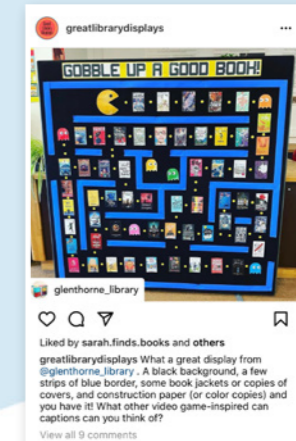 greatlibrarydisplays
GOBBLE UP A GOOD BOOK!
glenthorne_library
Liked by sarah.finds.books and others
greatlibrarydisplays What a great display from
@glenthorne_library . A black background, a few
strips of blue border, some book jackets or copies of
covers, and construction paper (or color copies) and
you have it! What other video game-inspired can
captions can you think of?
View all 9 comments